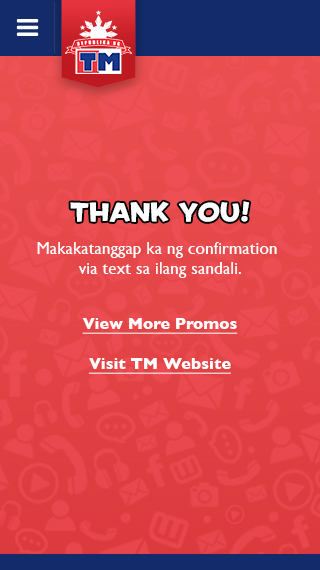 REPUBLIKA NG
TM
THANK YOU!
Makakatanggap ka ng confirmation
via text sa ilang sandali.
View More Promos
Visit TM Website